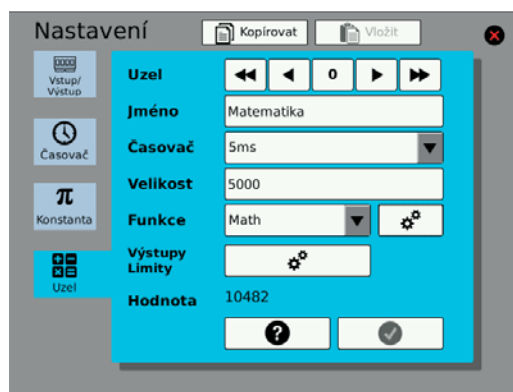 Nastavení
Kopírovat
Vložit
Vstup/
Výstup
Časovač
π
Konstanta
Uzel
Uzel
0
Jméno
Matematika
Časovač
5ms
Velikost
5000
Funkce
Math
Výstupy
Limity
Hodnota
10482
?